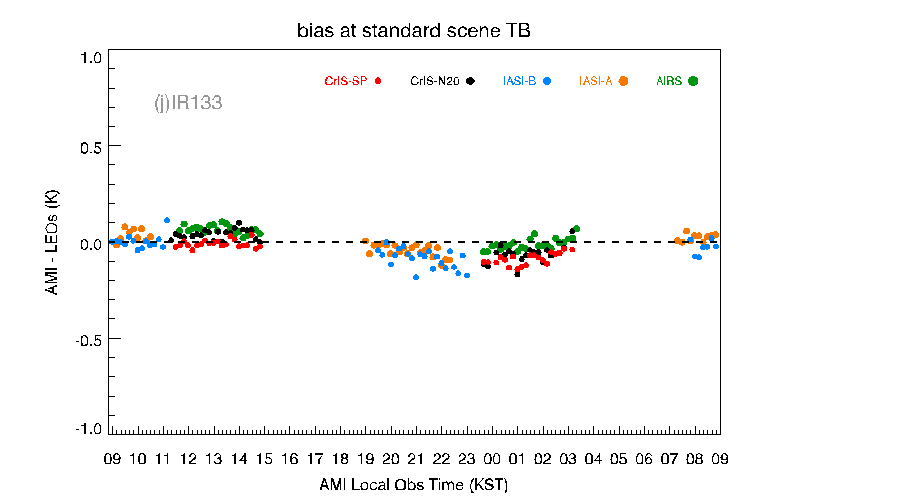 bias at standard scene TB
1.0
CrIS-SP CrIS-N20 IASI-B IASI-A AIRS
(j)IR133
0.5
0.0
-0.5
-1.0
AMI - LEOs (K)
09 10 11 12 13 14 15 16 17 18 19 20 21 22 23 00 01 02 03 04 05 06 07 08 09
AMI Local Obs Time (KST)